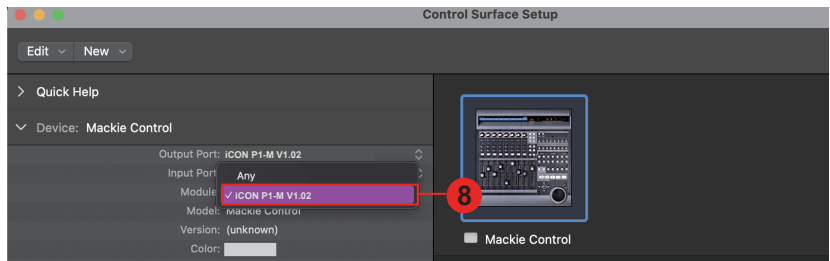 Control Surface Setup
Edit New
Quick Help
Device: Mackie Control
Output Port: iCON P1-M V1.02
Input Port
Any
Module
✓ iCON P1-M V1.02
8
Model: Mackie Control
Version: (unknown)
Color:
Mackie Control